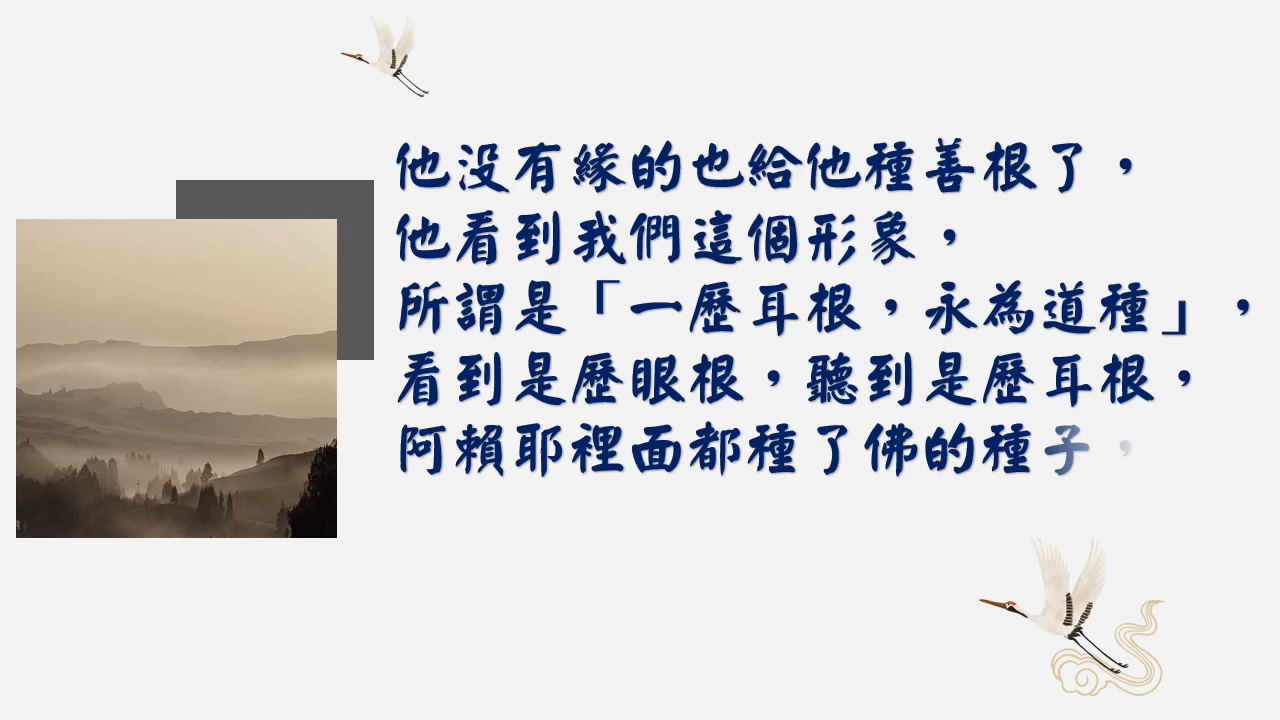 他没有緣的也給他種善根了，
他看到我們這個形象，
所謂是「一歷耳根，永為道種」，
看到是歷眼根，聽到是歷耳根，
阿賴耶裡面都種了佛的種子，